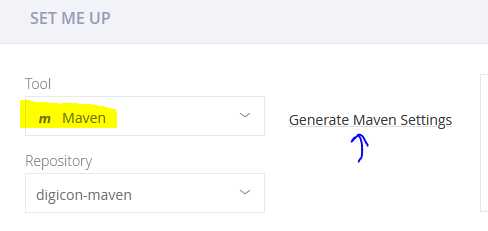 SET ME UP
Tool
m Maven
Generate Maven Settings
Repository
digicon-maven